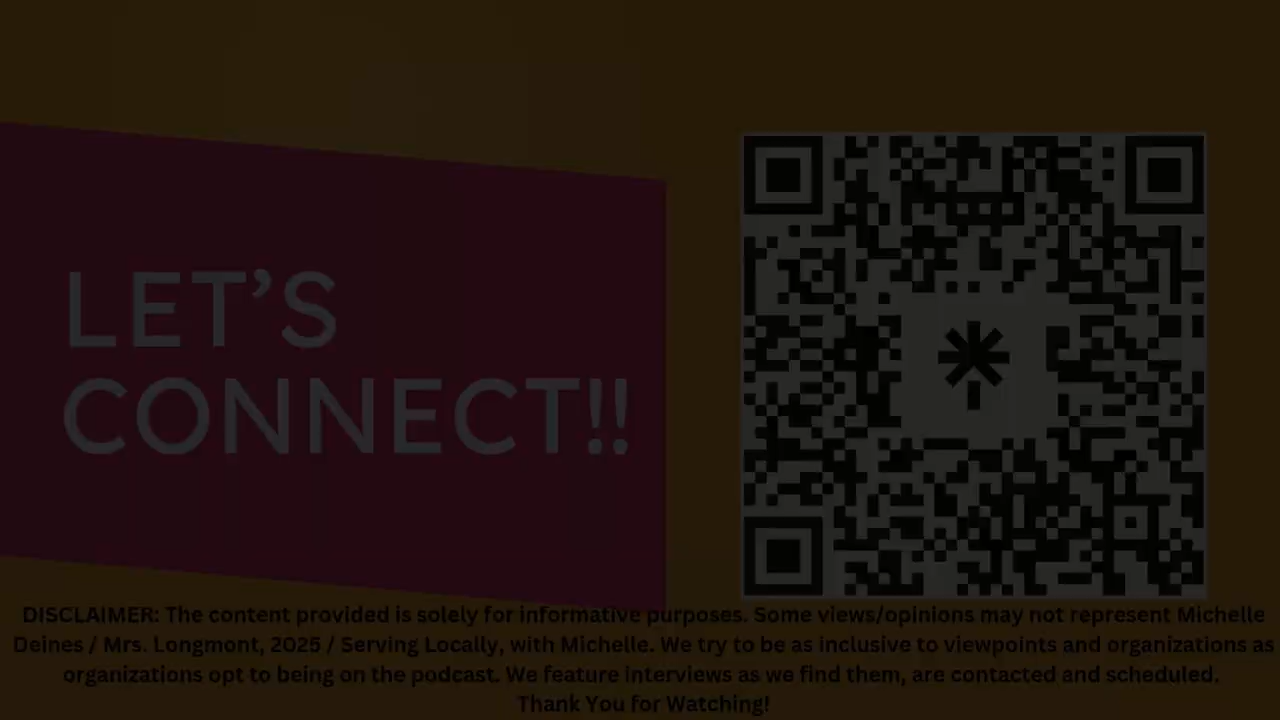 LET’S
CONNECT!!
DISCLAIMER: The content provided is solely for informative purposes. Some views/opinions may not represent Michelle
Deines / Mrs. Longmont, 2025 / Serving Locally, with Michelle. We try to be as inclusive to viewpoints and organizations as
organizations opt to being on the podcast. We feature interviews as we find them, are contacted and scheduled.
Thank You for Watching!